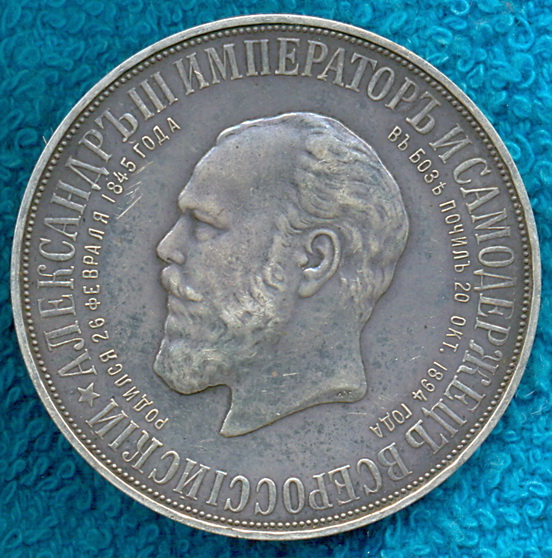 АЛЕКСАНДРЪ III ИМПЕРАТОРЪ И САМОДЕРЖЕЦЪ ВСЕРОССІЙСКІЙ
РОДИЛСЯ 26 ФЕВРАЛЯ 1845 ГОДА
ВЪ БОЗѢ ПОЧИЛЪ 20 ОКТ. 1894 ГОДА